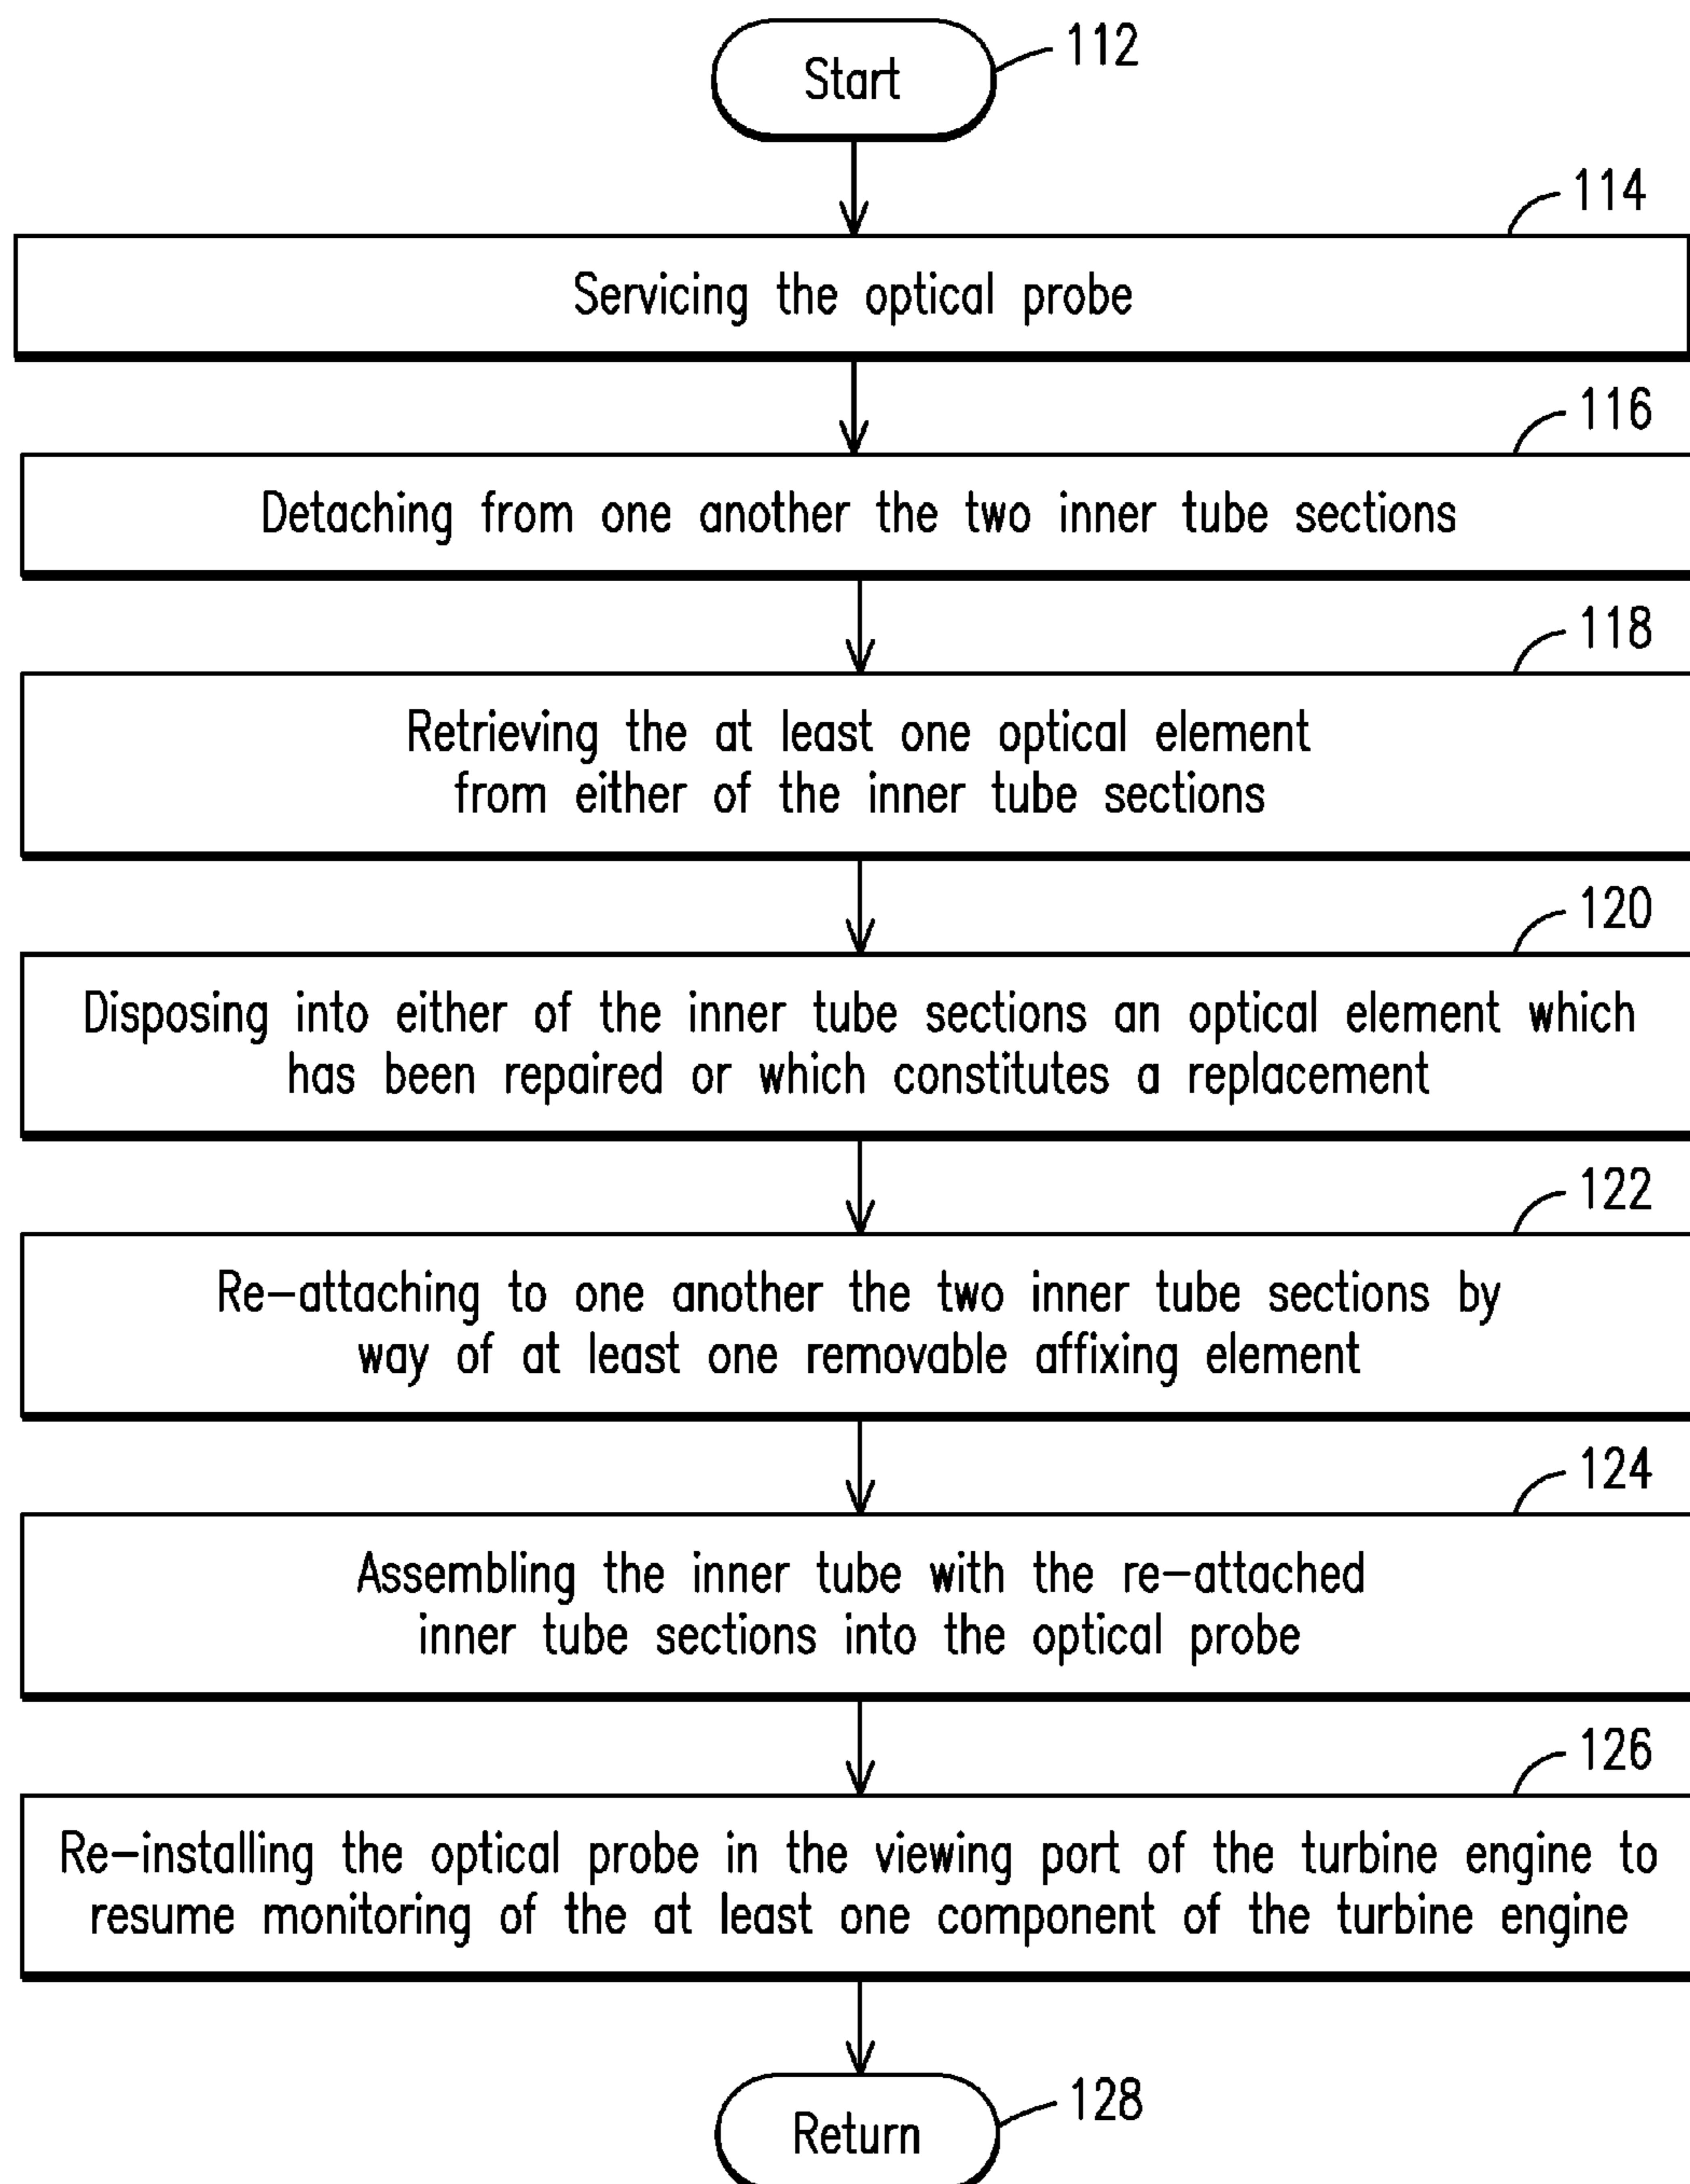 Start
112
114
Servicing the optical probe
116
Detaching from one another the two inner tube sections
118
Retrieving the at least one optical element
from either of the inner tube sections
120
Disposing into either of the inner tube sections an optical element which
has been repaired or which constitutes a replacement
122
Re-attaching to one another the two inner tube sections by
way of at least one removable affixing element
124
Assembling the inner tube with the re-attached
inner tube sections into the optical probe
126
Re-installing the optical probe in the viewing port of the turbine engine to
resume monitoring of the at least one component of the turbine engine
128
Return